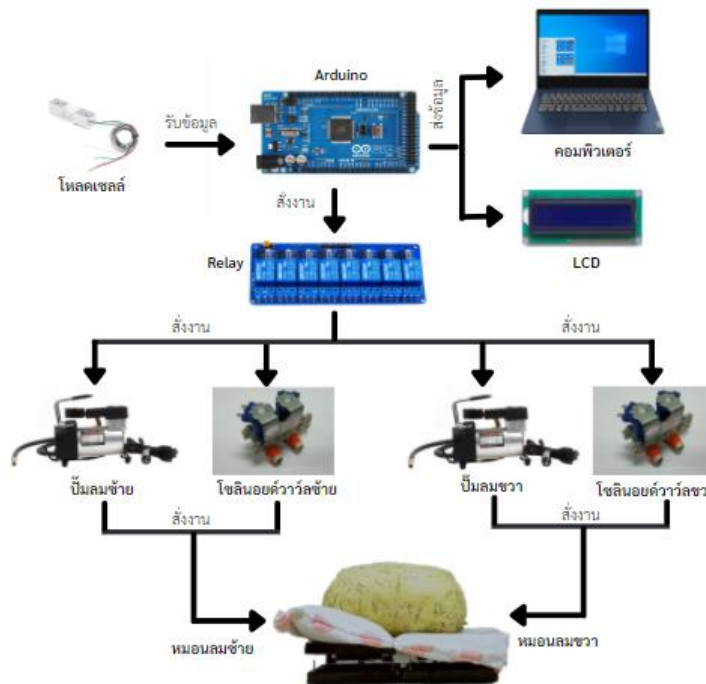 Arduino
รับข้อมูล
ส่งข้อมูล
โหลดเซลล์
คอมพิวเตอร์
สั่งงาน
Relay
LCD
สั่งงาน
สั่งงาน
ปั๊มลมซ้าย
โซลินอยด์วาว์ลซ้าย
ปั๊มลมขวา
โซลินอยด์วาว์ลขว
สั่งงาน
สั่งงาน
หมอนลมซ้าย
หมอนลมขวา